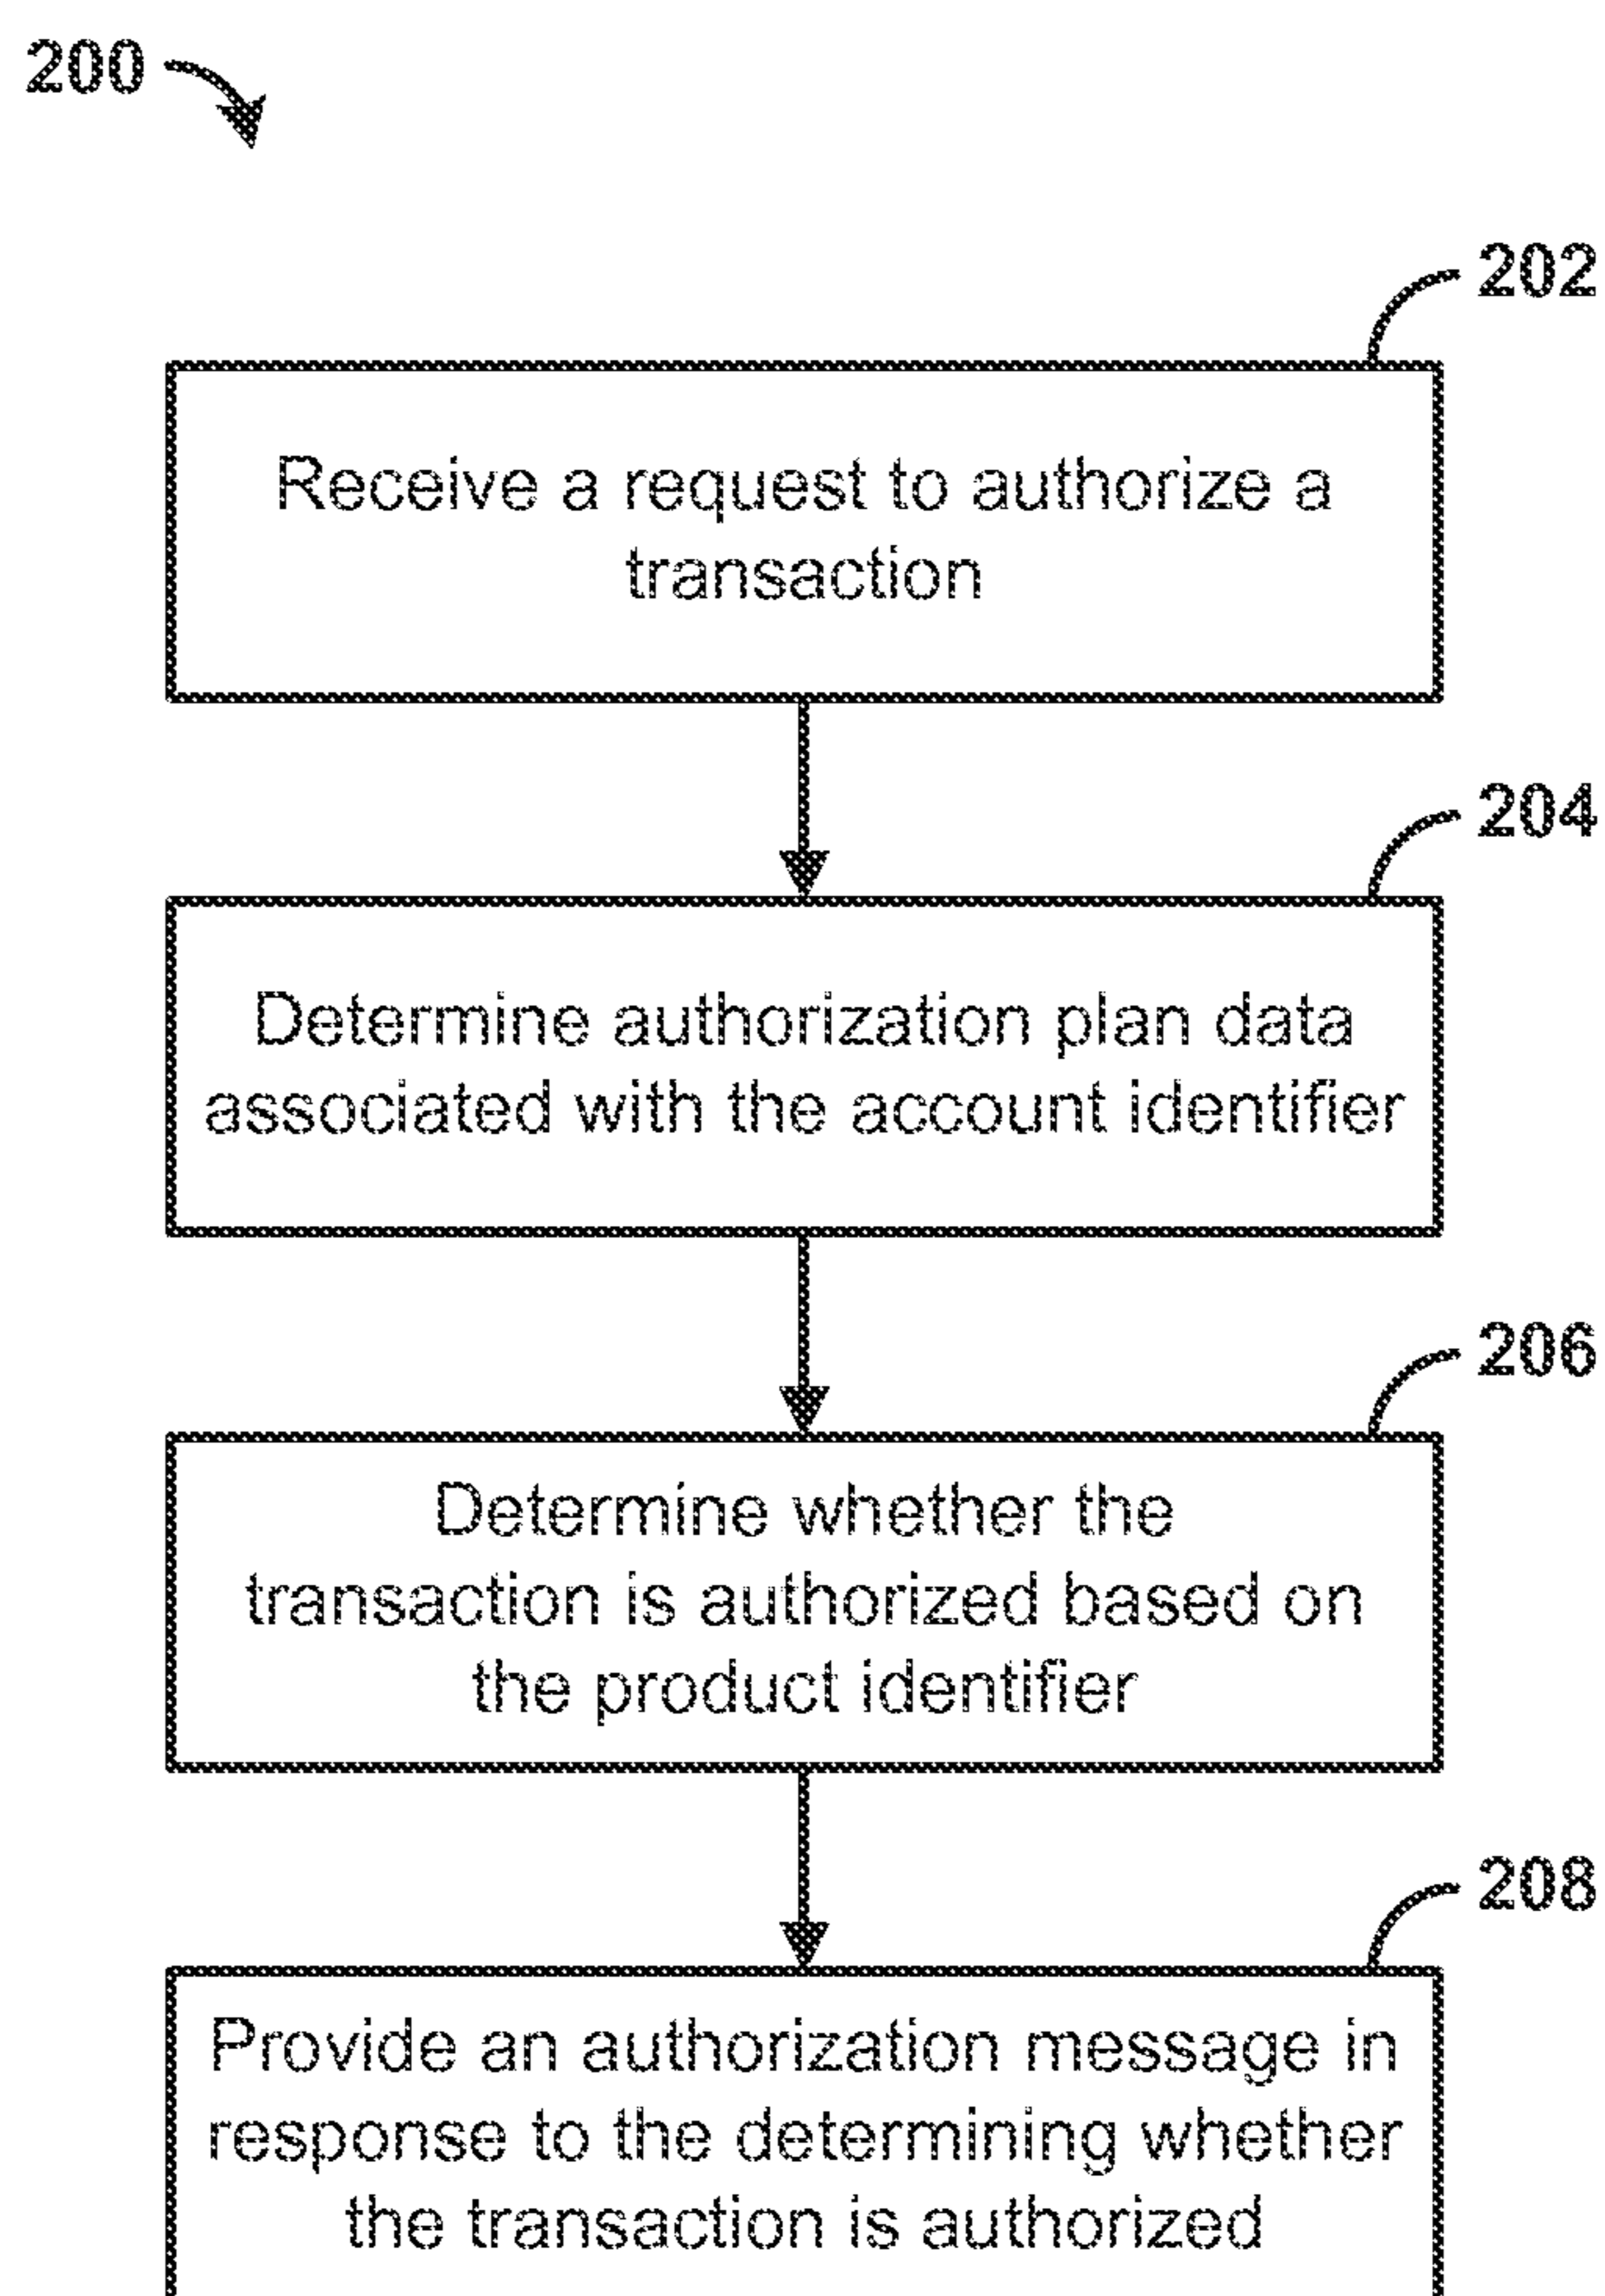 200
202
Receive a request to authorize a
transaction
204
Determine authorization plan data
associated with the account identifier
206
Determine whether the
transaction is authorized based on
the product identifier
208
Provide an authorization message in
response to the determining whether
the transaction is authorized